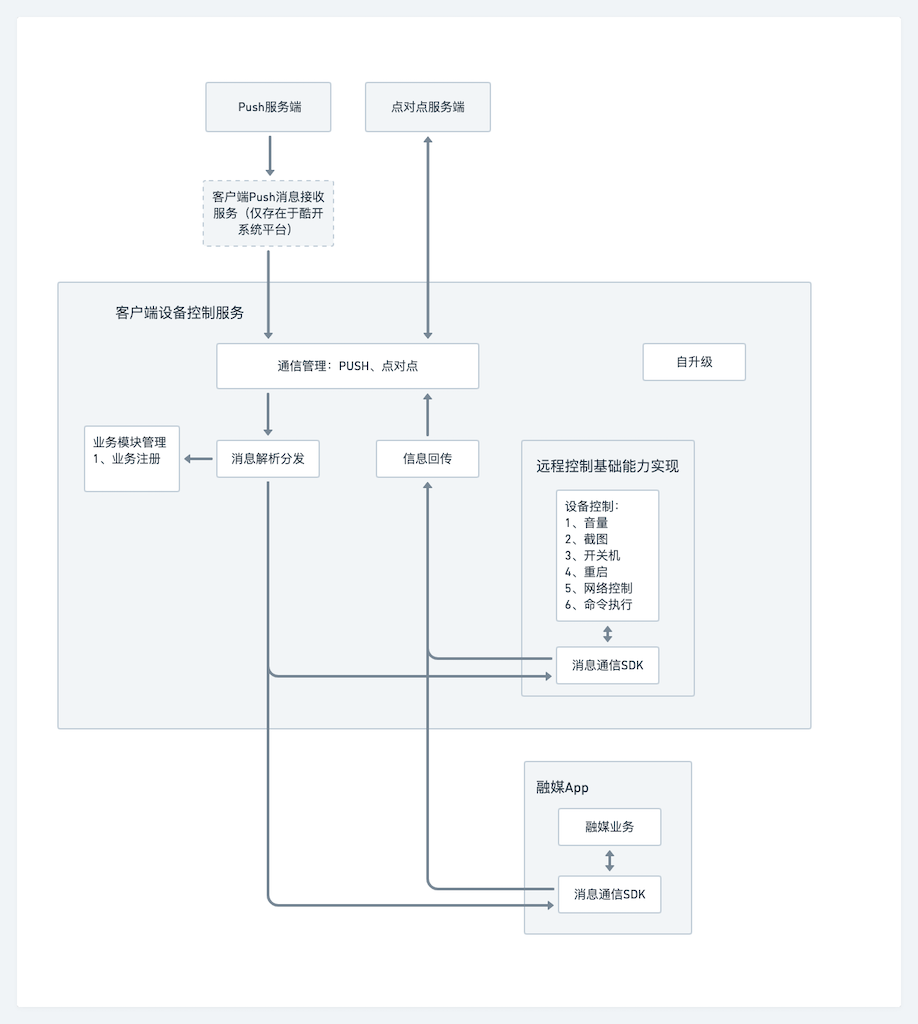 Push服务端
点对点服务端
客户端Push消息接收
服务（仅存在于酷开
系统平台）
客户端设备控制服务
通信管理：PUSH、点对点
自升级
业务模块管理
1、业务注册
消息解析分发
信息回传
远程控制基础能力实现
设备控制：
1、音量
2、截图
3、开关机
4、重启
5、网络控制
6、命令执行
消息通信SDK
融媒App
融媒业务
消息通信SDK